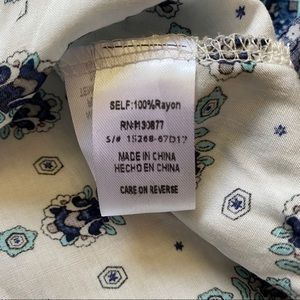 SELF:100%Rayon
RN#130877
S/# 15268-67D17
MADE IN CHINA
HECHO EN CHINA
CARE ON REVERSE